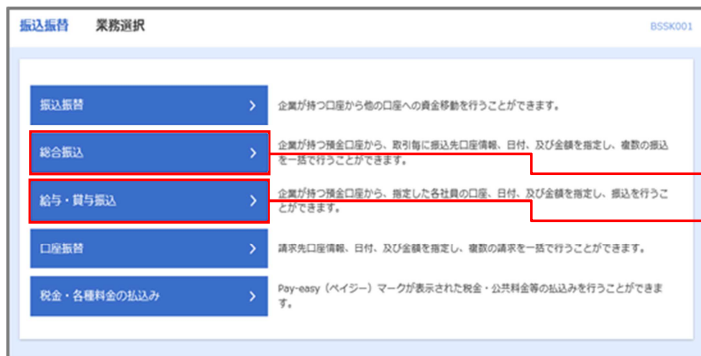 振込振替 業務選択 BSSK001
振込振替 企業が持つ口座から他の口座への資金移動を行うことができます。
総合振込 企業が持つ預金口座から、取引毎に振込先口座情報、日付、及び金額を指定し、複数の振込
を一括で行うことができます。
給与・賞与振込 企業が持つ預金口座から、指定した各社員の口座、日付、及び金額を指定し、振込を行うこ
とができます。
口座振替 請求先口座情報、日付、及び金額を指定し、複数の請求を一括で行うことができます。
税金・各種料金の払込み Pay-easy（ペイジー）マークが表示された税金・公共料金等の払込みを行うことができま
す。